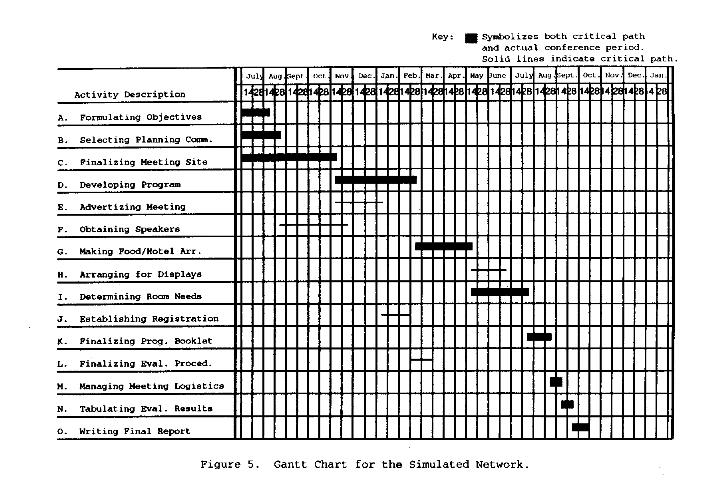 Key: Symbolizes both critical path
and actual conference period.
Solid lines indicate critical path.
July Aug. Sept. Oct. Nov. Dec. Jan. Feb. Mar. Apr. May June July Aug. Sept. Oct. Nov. Dec. Jan.
Activity Description 14 28 14 28 14 28 14 28 14 28 14 28 14 28 14 28 14 28 14 28 14 28 14 28 14 28 14 28 14 28 14 28 14 28 14 28 14 28
A. Formulating Objectives
B. Selecting Planning Comm.
C. Finalizing Meeting Site
D. Developing Program
E. Advertizing Meeting
F. Obtaining Speakers
G. Making Food/Hotel Arr.
H. Arranging for Displays
I. Determining Room Needs
J. Establishing Registration
K. Finalizing Prog. Booklet
L. Finalizing Eval. Proced.
M. Managing Meeting Logistics
N. Tabulating Eval. Results
O. Writing Final Report
Figure 5. Gantt Chart for the Simulated Network.